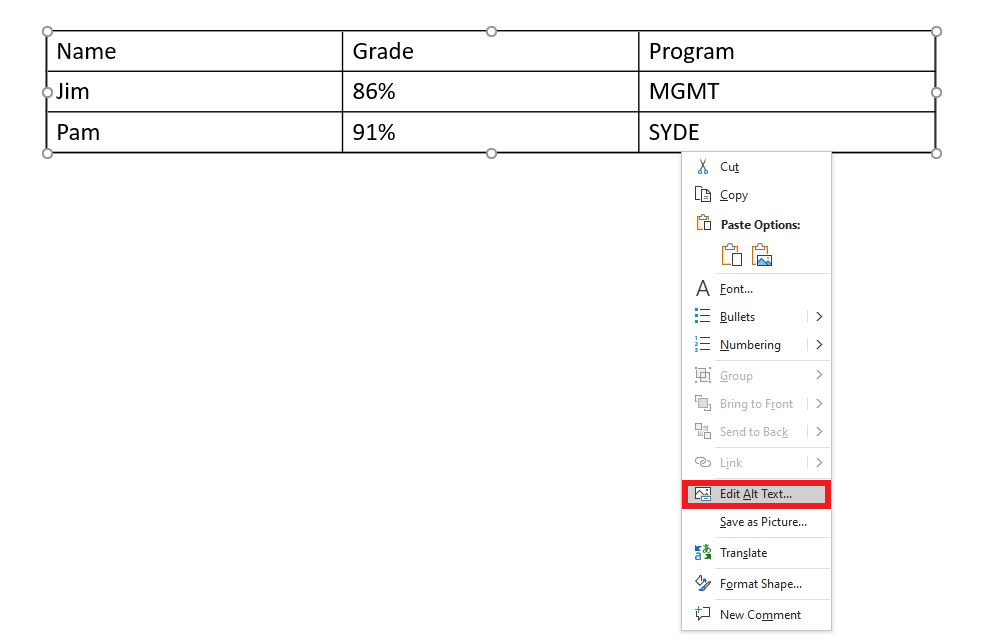 Name Grade Program
Jim 86% MGMT
Pam 91% SYDE
Cut
Copy
Paste Options:
Font...
Bullets
Numbering
Group
Bring to Front
Send to Back
Link
Edit Alt Text...
Save as Picture...
Translate
Format Shape...
New Comment